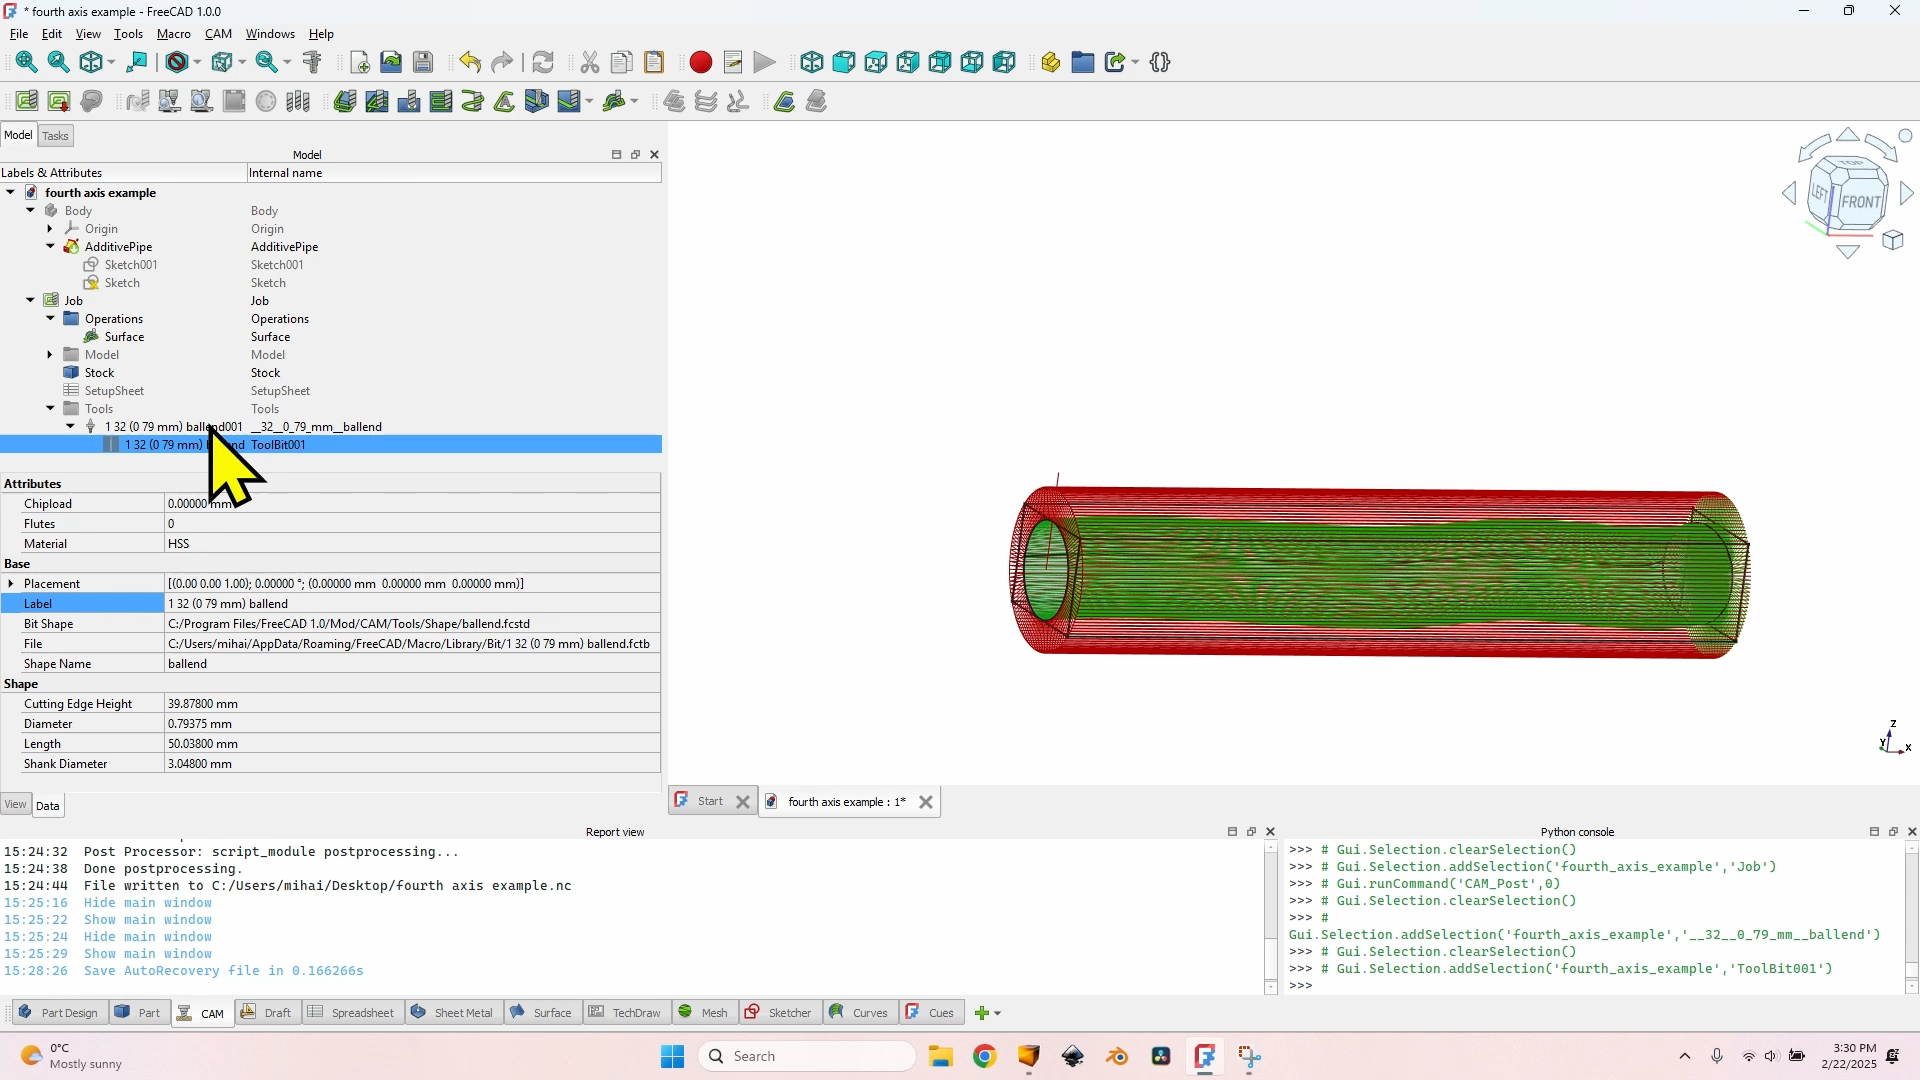 * fourth axis example - FreeCAD 1.0.0
File Edit View Tools Macro CAM Windows Help
Model Tasks
Model
Labels & Attributes Internal name
fourth axis example
Body Body
Origin Origin
AdditivePipe AdditivePipe
Sketch001 Sketch001
Sketch Sketch
Job Job
Operations Operations
Surface Surface
Model Model
Stock Stock
SetupSheet SetupSheet
Tools Tools
1 32 (0 79 mm) ballend001 __32__0_79_mm__ballend
1 32 (0 79 mm) ToolBit001
Attributes
Chipload 0.00000 mm
Flutes 0
Material HSS
Base
Placement [(0.00 0.00 1.00); 0.00000 °; (0.00000 mm 0.00000 mm 0.00000 mm)]
Label 1 32 (0 79 mm) ballend
Bit Shape C:/Program Files/FreeCAD 1.0/Mod/CAM/Tools/Shape/ballend.fcstd
File C:/Users/mihai/AppData/Roaming/FreeCAD/Macro/Library/Bit/1 32 (0 79 mm) ballend.fctb
Shape Name ballend
Shape
Cutting Edge Height 39.87800 mm
Diameter 0.79375 mm
Length 50.03800 mm
Shank Diameter 3.04800 mm
View Data
TOP
LEFT FRONT
Z
Y X
Start fourth axis example : 1*
Report view
15:24:32 Post Processor: script_module postprocessing...
15:24:38 Done postprocessing.
15:24:44 File written to C:/Users/mihai/Desktop/fourth axis example.nc
15:25:16 Hide main window
15:25:22 Show main window
15:25:24 Hide main window
15:25:29 Show main window
15:28:26 Save AutoRecovery file in 0.166266s
Python console
>>> # Gui.Selection.clearSelection()
>>> # Gui.Selection.addSelection('fourth_axis_example','Job')
>>> # Gui.runCommand('CAM_Post',0)
>>> # Gui.Selection.clearSelection()
>>> #
Gui.Selection.addSelection('fourth_axis_example','__32__0_79_mm__ballend')
>>> # Gui.Selection.clearSelection()
>>> # Gui.Selection.addSelection('fourth_axis_example','ToolBit001')
>>>
Part Design Part CAM Draft Spreadsheet Sheet Metal Surface TechDraw Mesh Sketcher Curves Cues
0°C
Mostly sunny
Search
3:30 PM
2/22/2025